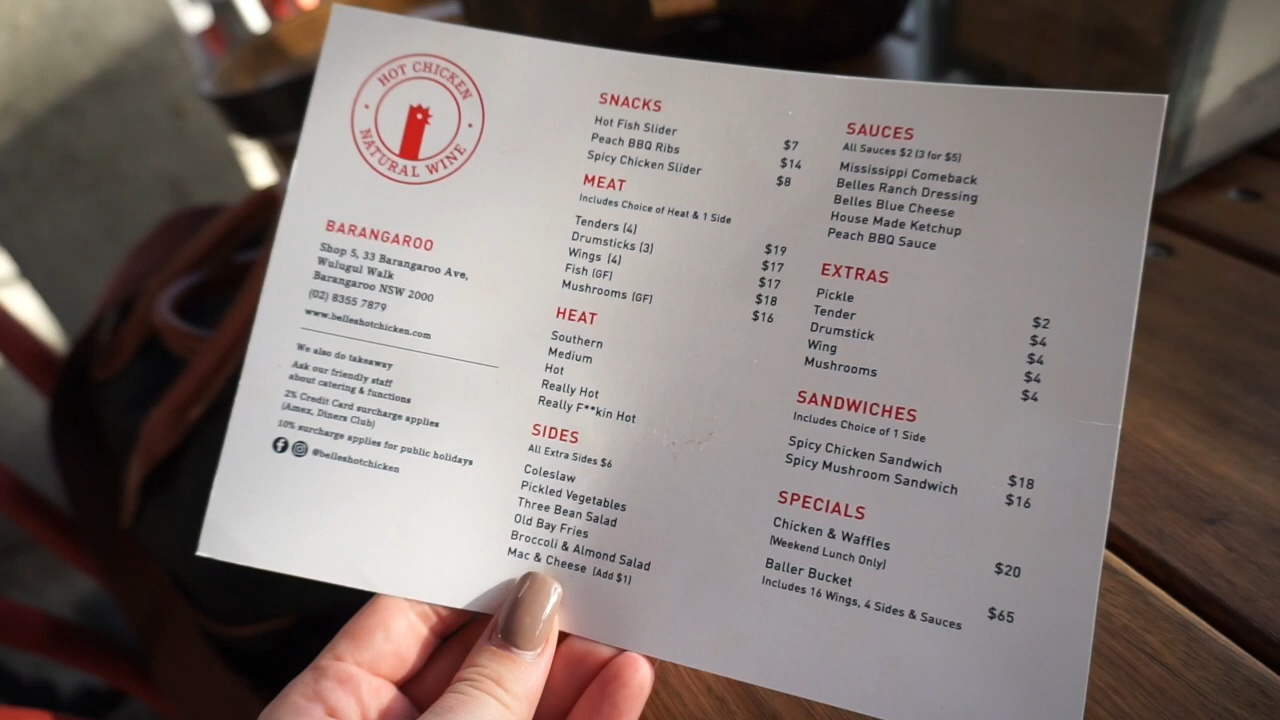 HOT CHICKEN
NATURAL WINE
BARANGAROO
Shop 5, 33 Barangaroo Ave,
Wulugul Walk
Barangaroo NSW 2000
(02) 8355 7879
www.belleshotchicken.com
We also do takeaway
Ask our friendly staff
about catering & functions
2% Credit Card surcharge applies
(Amex, Diners Club)
10% surcharge applies for public holidays
@belleshotchicken
SNACKS
Hot Fish Slider $7
Peach BBQ Ribs $14
Spicy Chicken Slider $8
MEAT
Includes Choice of Heat & 1 Side
Tenders (4) $19
Drumsticks (3) $17
Wings (4) $17
Fish (GF) $18
Mushrooms (GF) $16
HEAT
Southern
Medium
Hot
Really Hot
Really F**kin Hot
SIDES
All Extra Sides $6
Coleslaw
Pickled Vegetables
Three Bean Salad
Old Bay Fries
Broccoli & Almond Salad
Mac & Cheese (Add $1)
SAUCES
All Sauces $2 (3 for $5)
Mississippi Comeback
Belles Ranch Dressing
Belles Blue Cheese
House Made Ketchup
Peach BBQ Sauce
EXTRAS
Pickle $2
Tender $4
Drumstick $4
Wing $4
Mushrooms $4
SANDWICHES
Includes Choice of 1 Side
Spicy Chicken Sandwich $18
Spicy Mushroom Sandwich $16
SPECIALS
Chicken & Waffles $20
(Weekend Lunch Only)
Baller Bucket $65
Includes 16 Wings, 4 Sides & Sauces